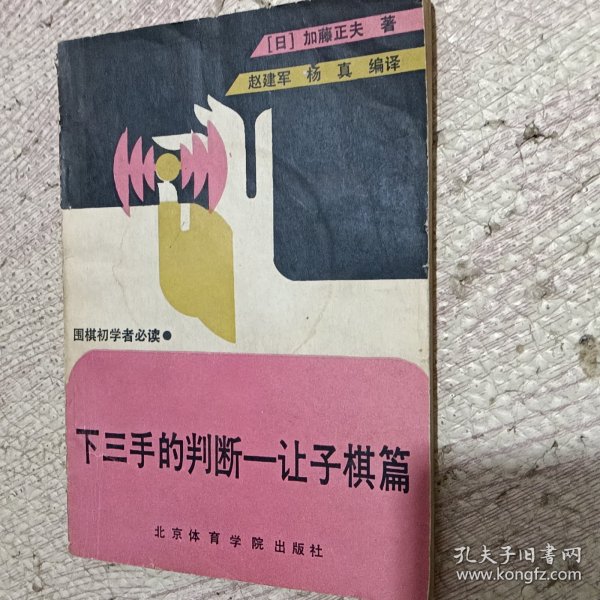 [日]加藤正夫 著
赵建军 杨真 编译
围棋初学者必读●
下三手的判断—让子棋篇
北京体育学院出版社
孔夫子旧书网
www.kongfz.com